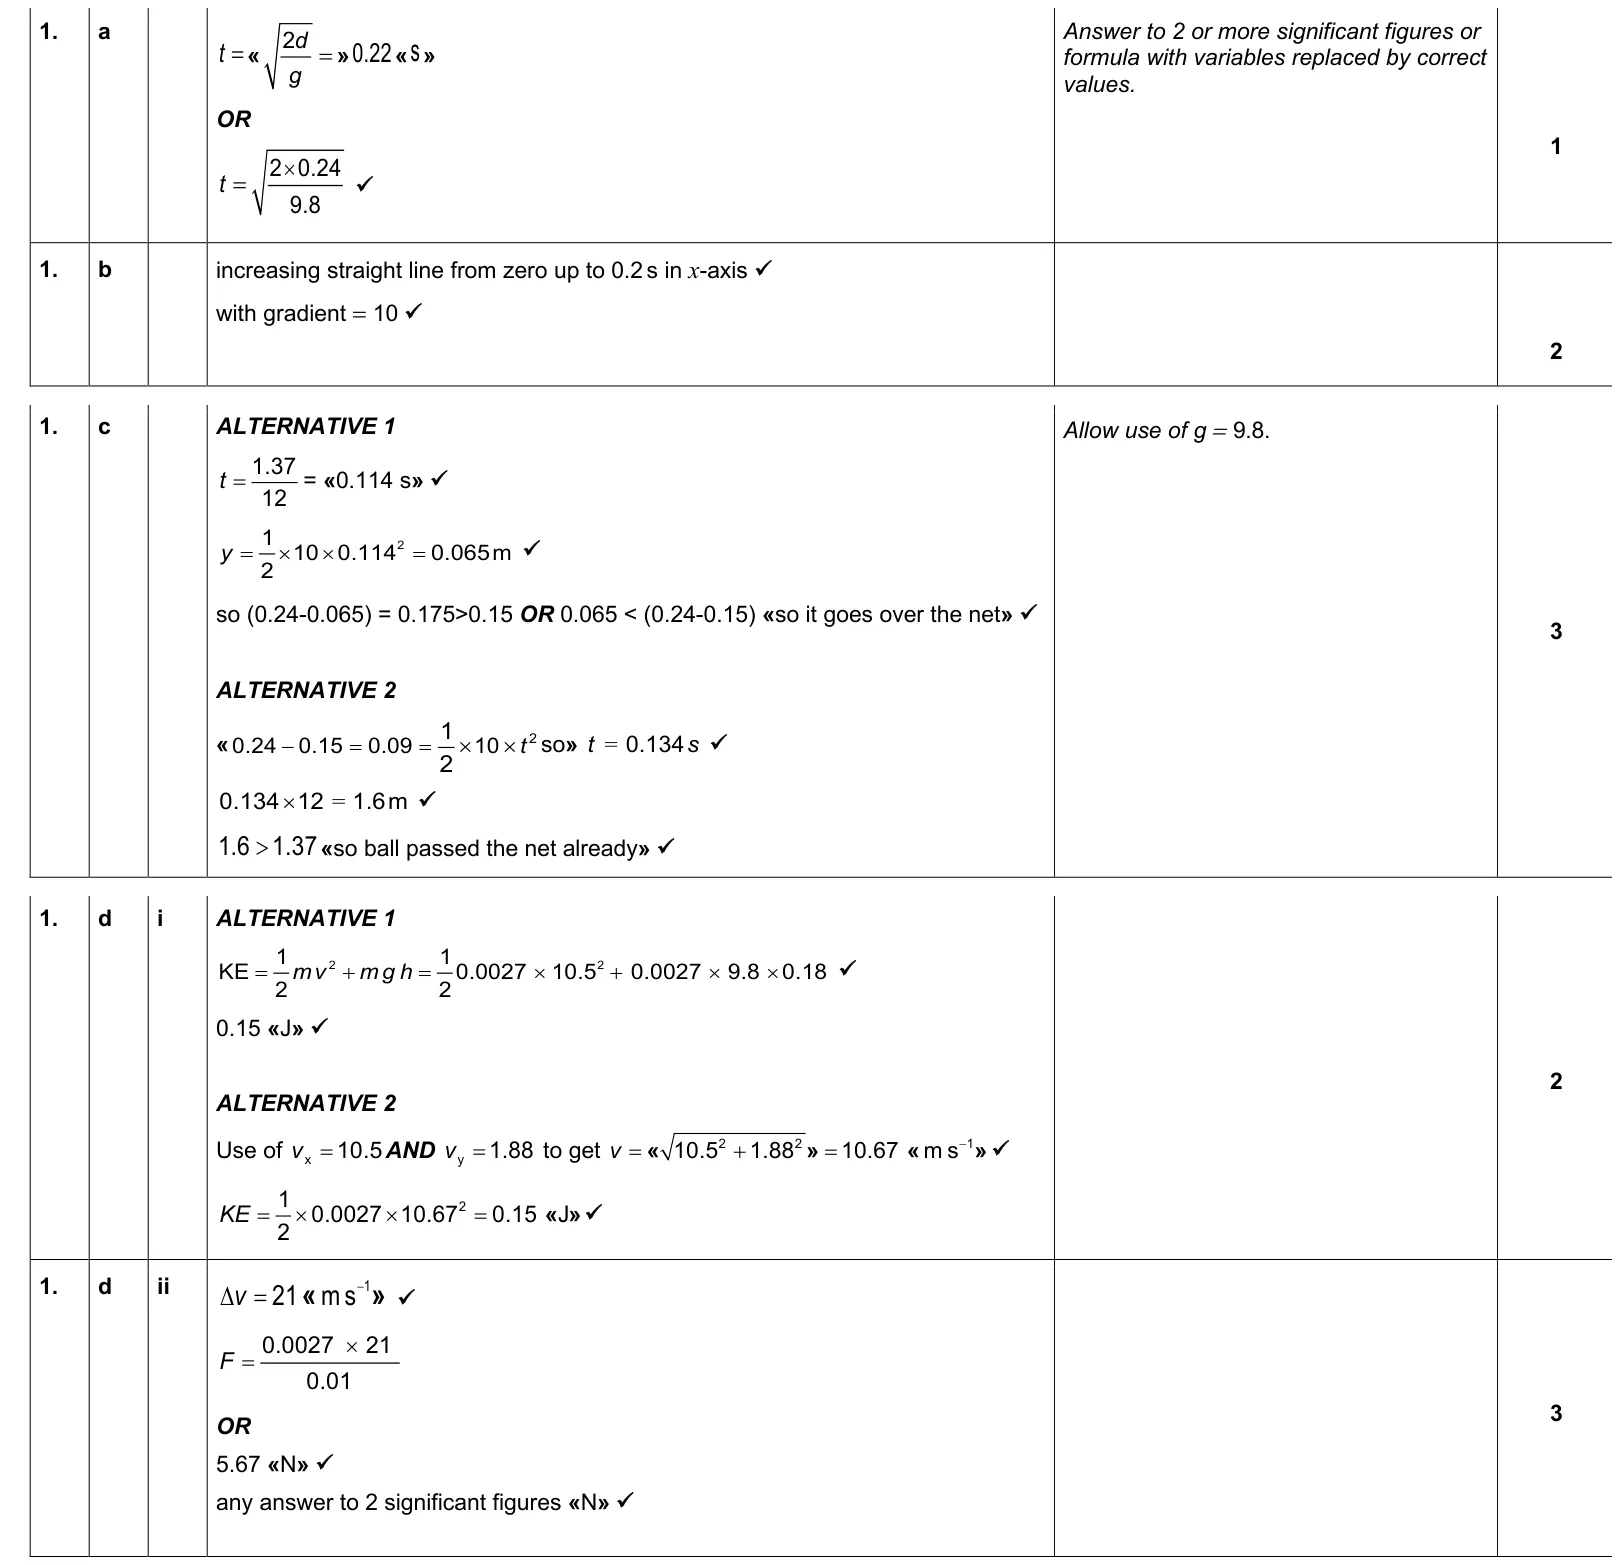 1. a t = «√(2d/g) =» 0.22 «s» Answer to 2 or more significant figures or
formula with variables replaced by correct
values.
OR
t = √((2×0.24)/9.8) ✓
1
1. b increasing straight line from zero up to 0.2 s in x-axis ✓
with gradient = 10 ✓
2
1. c ALTERNATIVE 1 Allow use of g = 9.8.
t = 1.37/12 = «0.114 s» ✓
y = 1/2 × 10 × 0.114² = 0.065 m ✓
so (0.24-0.065) = 0.175>0.15 OR 0.065 < (0.24-0.15) «so it goes over the net» ✓
3
ALTERNATIVE 2
«0.24 − 0.15 = 0.09 = 1/2 × 10 × t² so» t = 0.134 s ✓
0.134 × 12 = 1.6 m ✓
1.6 > 1.37 «so ball passed the net already» ✓
1. d i ALTERNATIVE 1
KE = 1/2 mv² + mgh = 1/2 0.0027 × 10.5² + 0.0027 × 9.8 × 0.18 ✓
0.15 «J» ✓
2
ALTERNATIVE 2
Use of vₓ = 10.5 AND v_y = 1.88 to get v = «√(10.5² + 1.88²)» = 10.67 «m s⁻¹» ✓
KE = 1/2 × 0.0027 × 10.67² = 0.15 «J» ✓
1. d ii Δv = 21 «m s⁻¹» ✓
F = (0.0027 × 21)/0.01
3
OR
5.67 «N» ✓
any answer to 2 significant figures «N» ✓